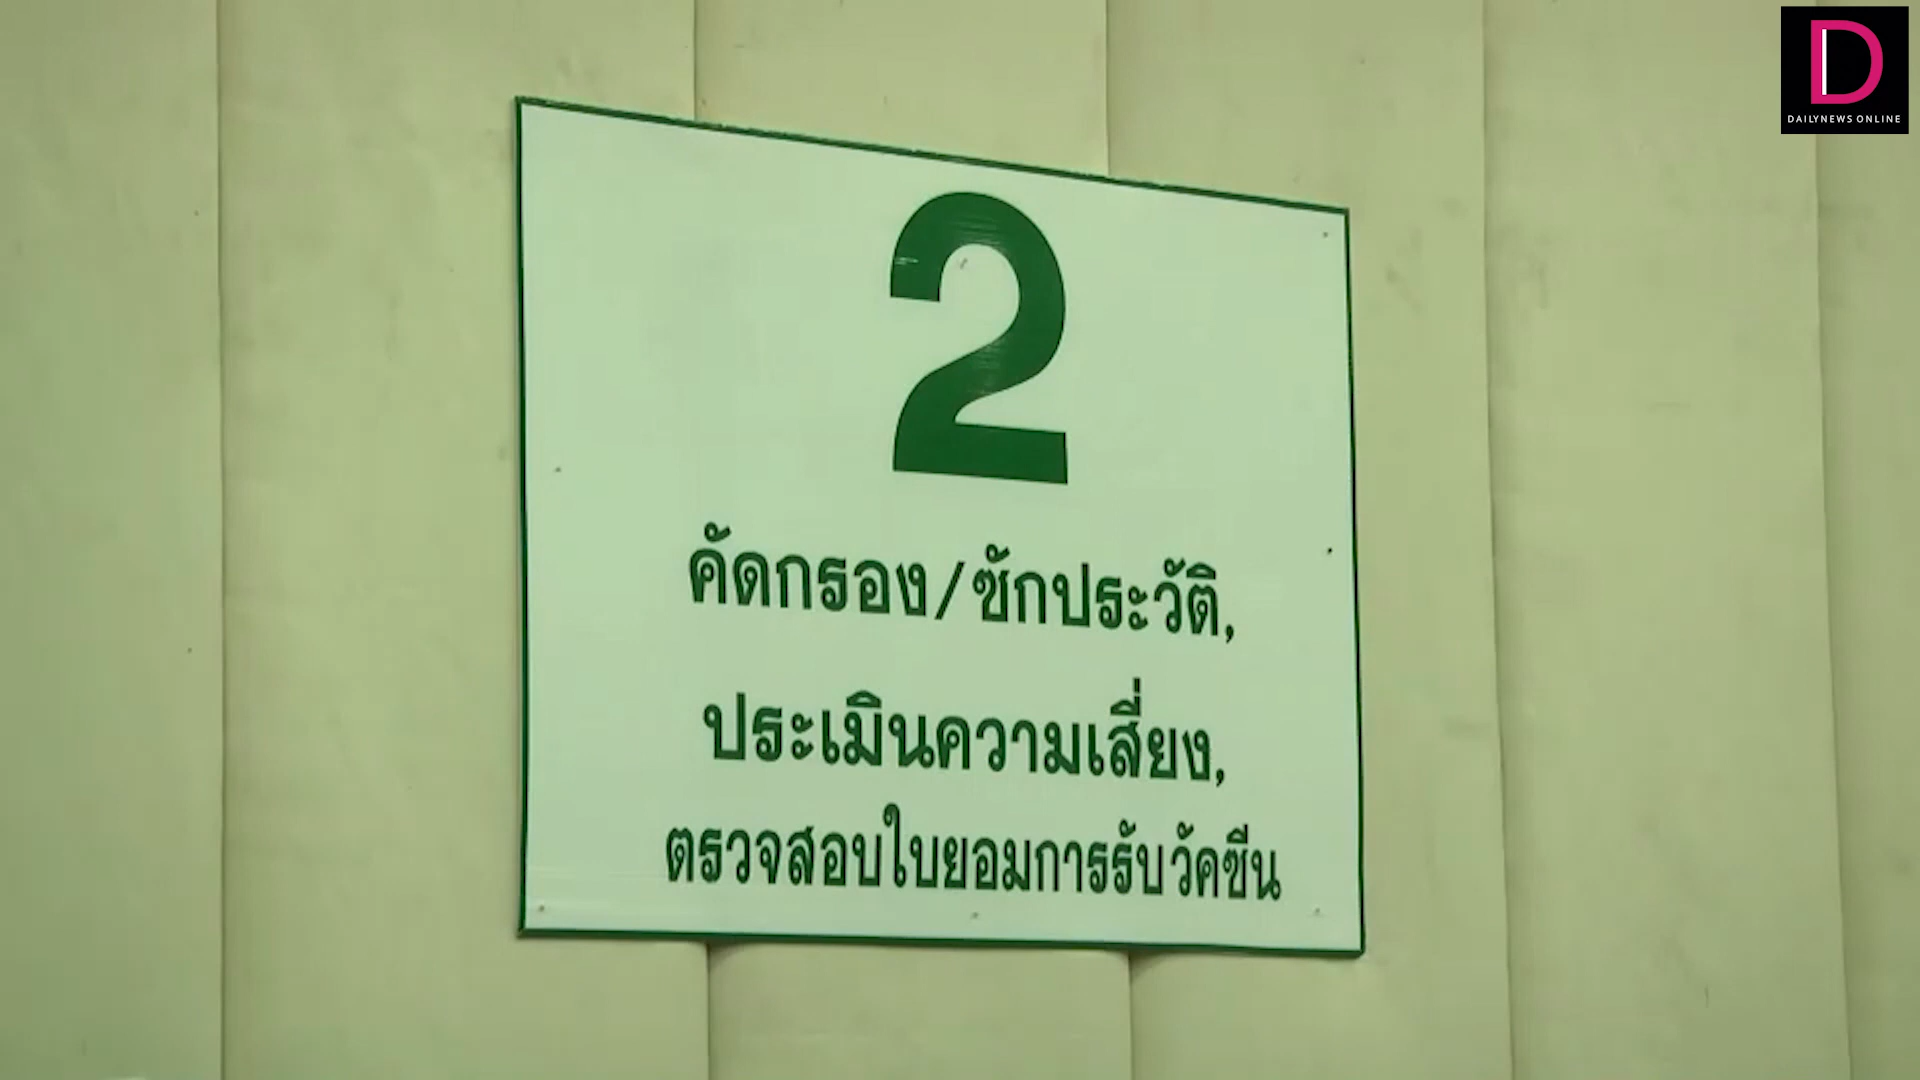 D
DAILYNEWS ONLINE
2
คัดกรอง/ซักประวัติ,
ประเมินความเสี่ยง,
ตรวจสอบใบยอมการรับวัคซีน